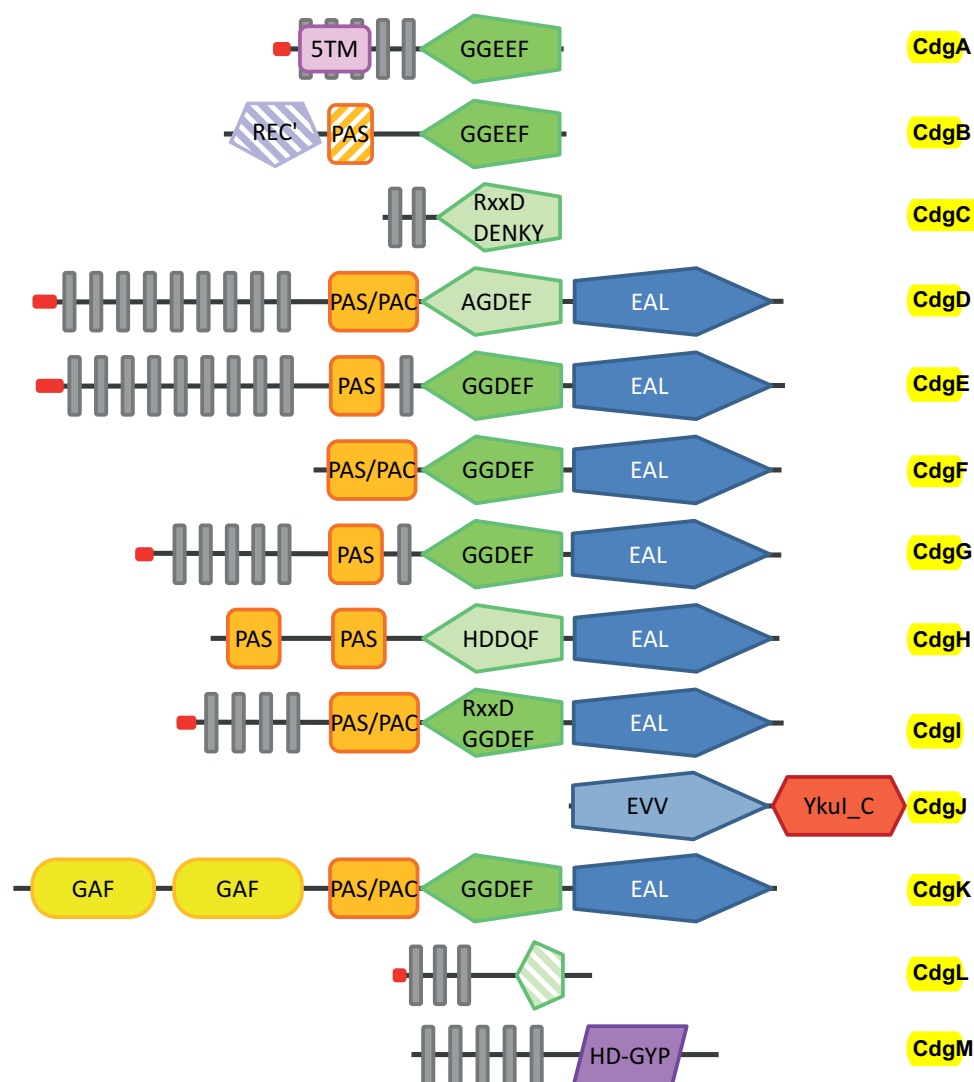 5TM GGEEF CdgA
REC' PAS GGEEF CdgB
RxxD
DENKY CdgC
PAS/PAC AGDEF EAL CdgD
PAS GGDEF EAL CdgE
PAS/PAC GGDEF EAL CdgF
PAS GGDEF EAL CdgG
PAS PAS HDDQF EAL CdgH
PAS/PAC RxxD
GGDEF EAL CdgI
EVV YkuI_C CdgJ
GAF GAF PAS/PAC GGDEF EAL CdgK
CdgL
HD-GYP CdgM